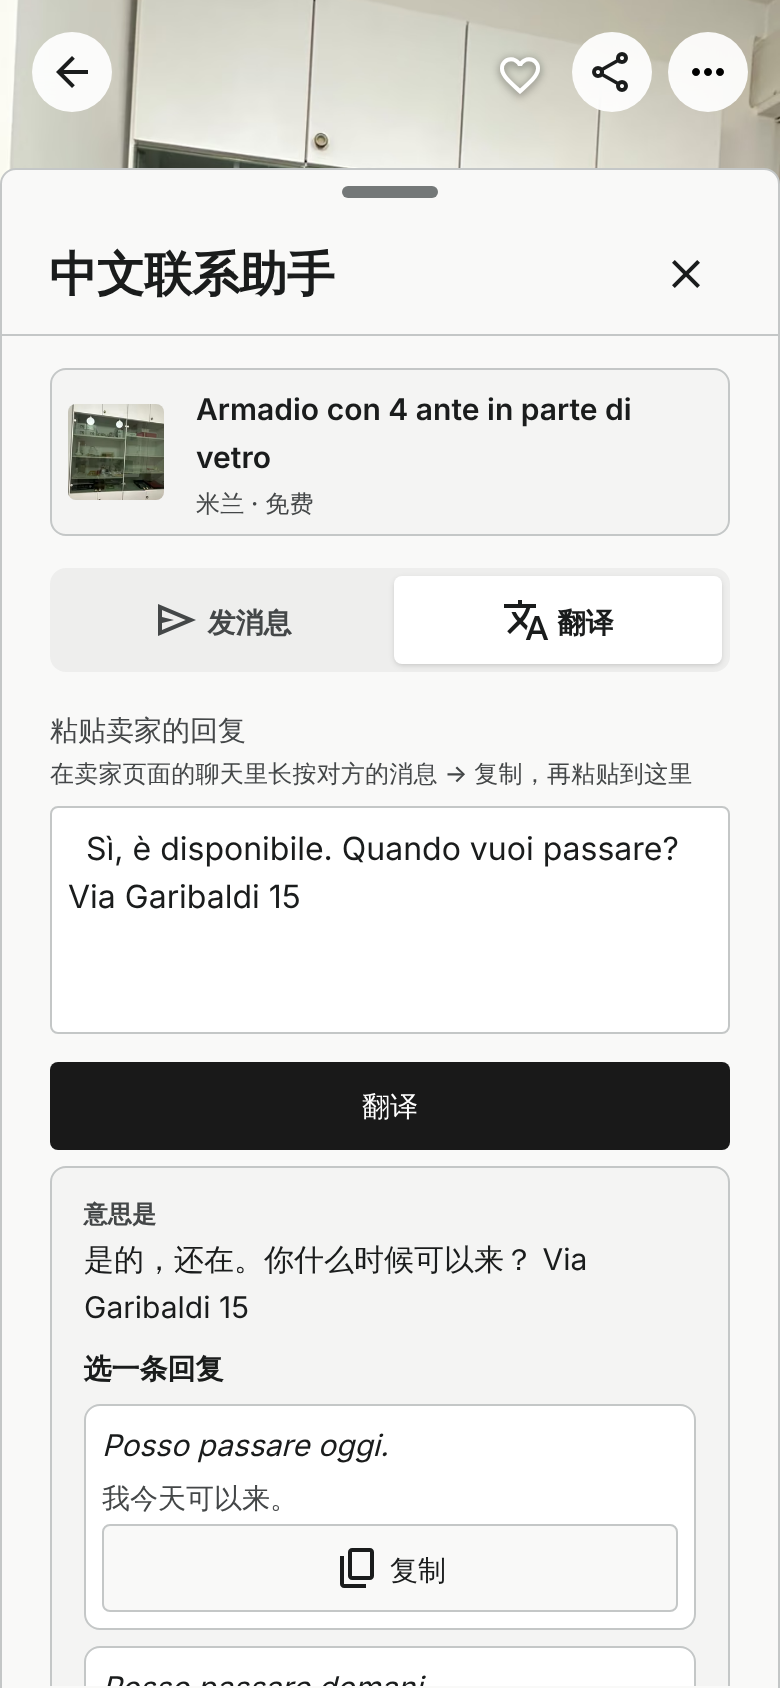 中文联系助手
Armadio con 4 ante in parte di
vetro
米兰 · 免费
发消息
翻译
粘贴卖家的回复
在卖家页面的聊天里长按对方的消息 → 复制，再粘贴到这里
Sì, è disponibile. Quando vuoi passare?
Via Garibaldi 15
翻译
意思是
是的，还在。你什么时候可以来？ Via
Garibaldi 15
选一条回复
Posso passare oggi.
我今天可以来。
复制
Posso passare domani.